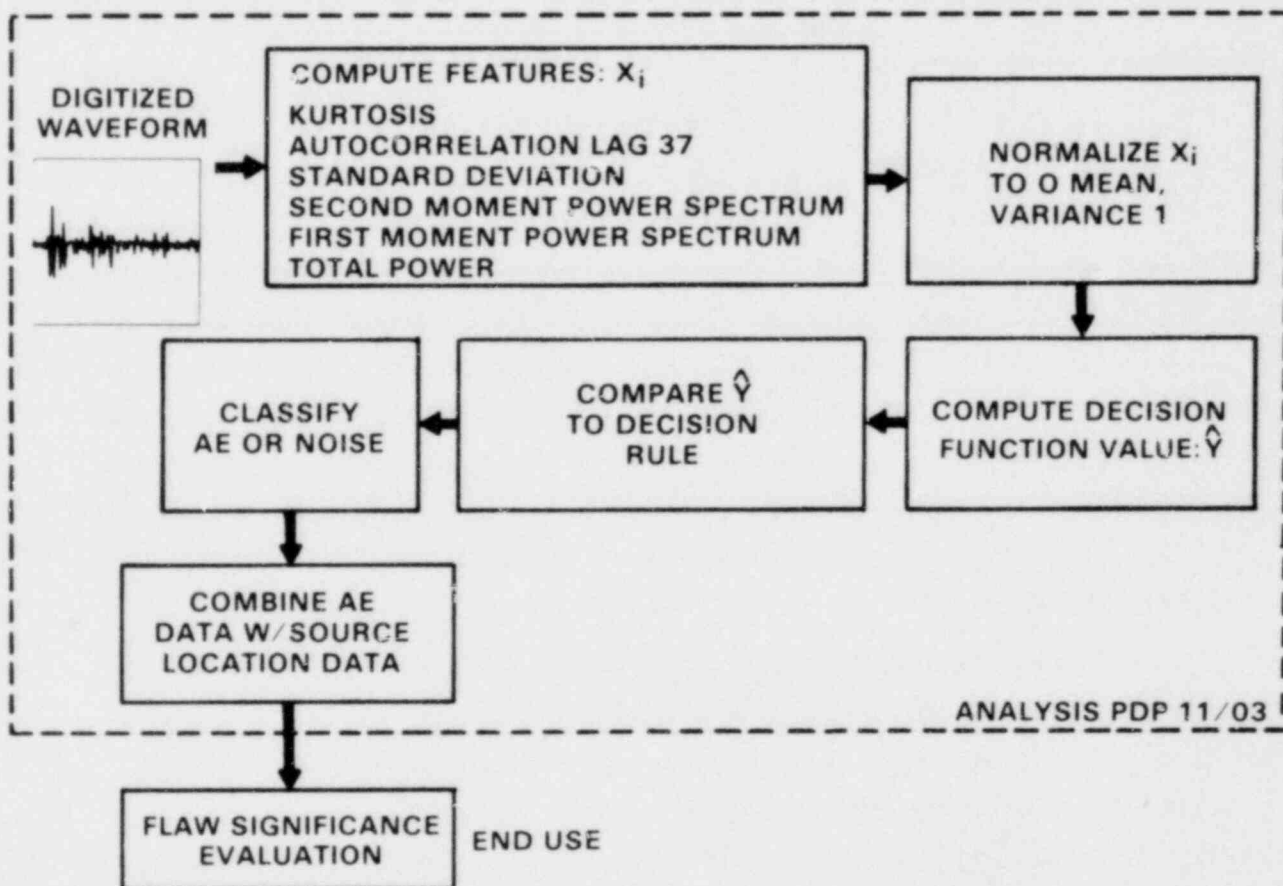 DIGITIZED
WAVEFORM
COMPUTE FEATURES: Xi
KURTOSIS
AUTOCORRELATION LAG 37
STANDARD DEVIATION
SECOND MOMENT POWER SPECTRUM
FIRST MOMENT POWER SPECTRUM
TOTAL POWER
NORMALIZE Xi
TO O MEAN,
VARIANCE 1
COMPUTE DECISION
FUNCTION VALUE: Ŷ
COMPARE Ŷ
TO DECISION
RULE
CLASSIFY
AE OR NOISE
COMBINE AE
DATA W/SOURCE
LOCATION DATA
ANALYSIS PDP 11/03
FLAW SIGNIFICANCE
EVALUATION
END USE